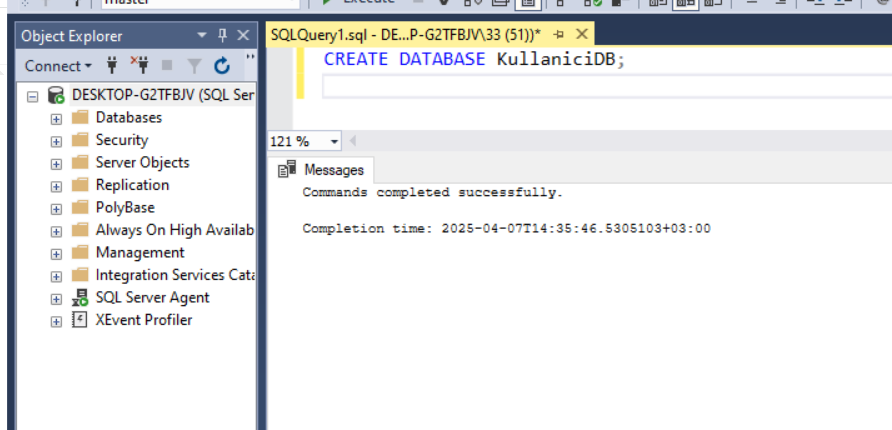 master
Execute
Object Explorer
Connect
DESKTOP-G2TFBJV (SQL Ser
Databases
Security
Server Objects
Replication
PolyBase
Always On High Availab
Management
Integration Services Cata
SQL Server Agent
XEvent Profiler
SQLQuery1.sql - DE...P-G2TFBJV\33 (51))*
CREATE DATABASE KullaniciDB;
121 %
Messages
Commands completed successfully.
Completion time: 2025-04-07T14:35:46.5305103+03:00